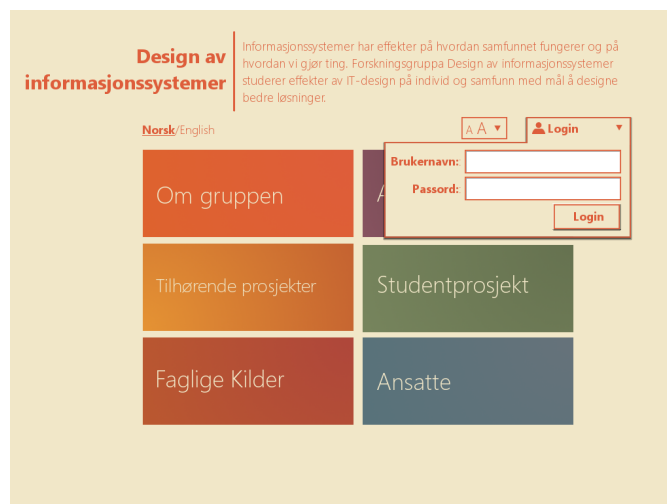 Design av
informasjonssystemer
Informasjonssystemer har effekter på hvordan samfunnet fungerer og på
hvordan vi gjør ting. Forskningsgruppa Design av informasjonssystemer
studerer effekter av IT-design på individ og samfunn med mål å designe
bedre løsninger.
Norsk/English
A A
Login
Brukernavn:
Passord:
Login
Om gruppen
Tilhørende prosjekter
Studentprosjekt
Faglige Kilder
Ansatte